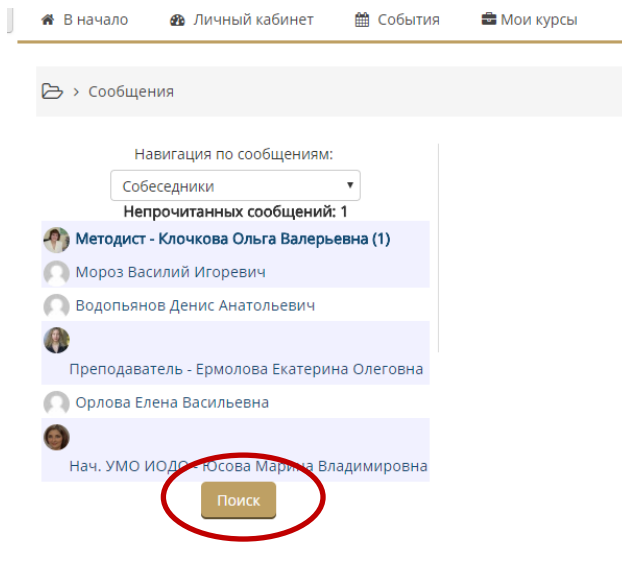 В начало Личный кабинет События Мои курсы
> Сообщения
Навигация по сообщениям:
Собеседники
Непрочитанных сообщений: 1
Методист - Клочкова Ольга Валерьевна (1)
Мороз Василий Игоревич
Водопьянов Денис Анатольевич
Преподаватель - Ермолова Екатерина Олеговна
Орлова Елена Васильевна
Нач. УМО ИОДО - Юсова Марина Владимировна
Поиск